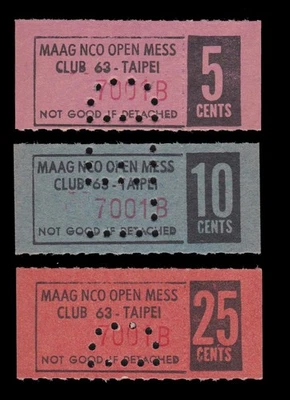 MAAG NCO OPEN MESS
CLUB 63 - TAIPEI
7001B
NOT GOOD IF DETACHED
5
CENTS
MAAG NCO OPEN MESS
CLUB 63 - TAIPEI
7001B
NOT GOOD IF DETACHED
10
CENTS
MAAG NCO OPEN MESS
CLUB 63 - TAIPEI
7001B
NOT GOOD IF DETACHED
25
CENTS